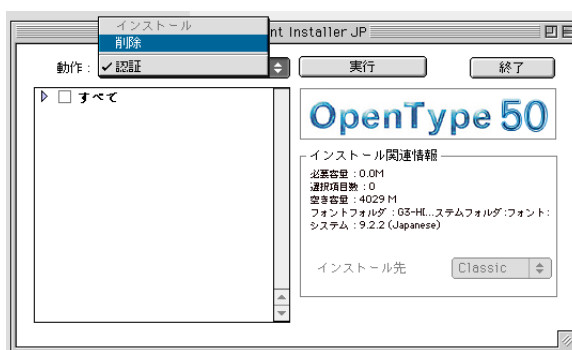 インストール
nt Installer JP
削除
動作 :
✓認証
実行
終了
すべて
OpenType 50
インストール関連情報
必要容量 : 0.0M
選択項目数 : 0
空き容量 : 4029 M
フォントフォルダ : G3-HI...ステムフォルダ:フォント:
システム : 9.2.2 (Japanese)
インストール先
Classic